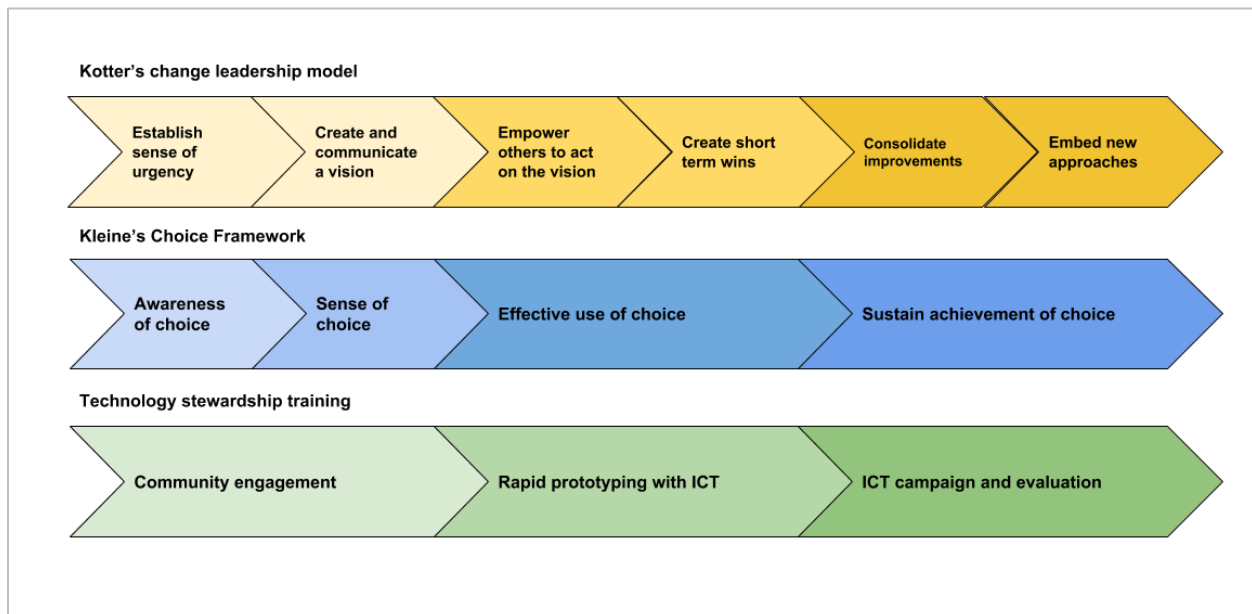 Kotter's change leadership model
Establish
sense of
urgency
Create and
communicate
a vision
Empower
others to act
on the vision
Create short
term wins
Consolidate
improvements
Embed new
approaches
Kleine's Choice Framework
Awareness
of choice
Sense of
choice
Effective use of choice
Sustain achievement of choice
Technology stewardship training
Community engagement
Rapid prototyping with ICT
ICT campaign and evaluation